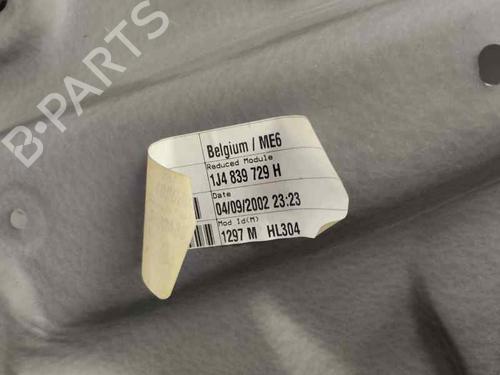 B-PARTS
Belgium / ME6
Reduced Module
1J4 839 729 H
Date
04/09/2002 23:23
Mod Id(M)
1297 M HL304